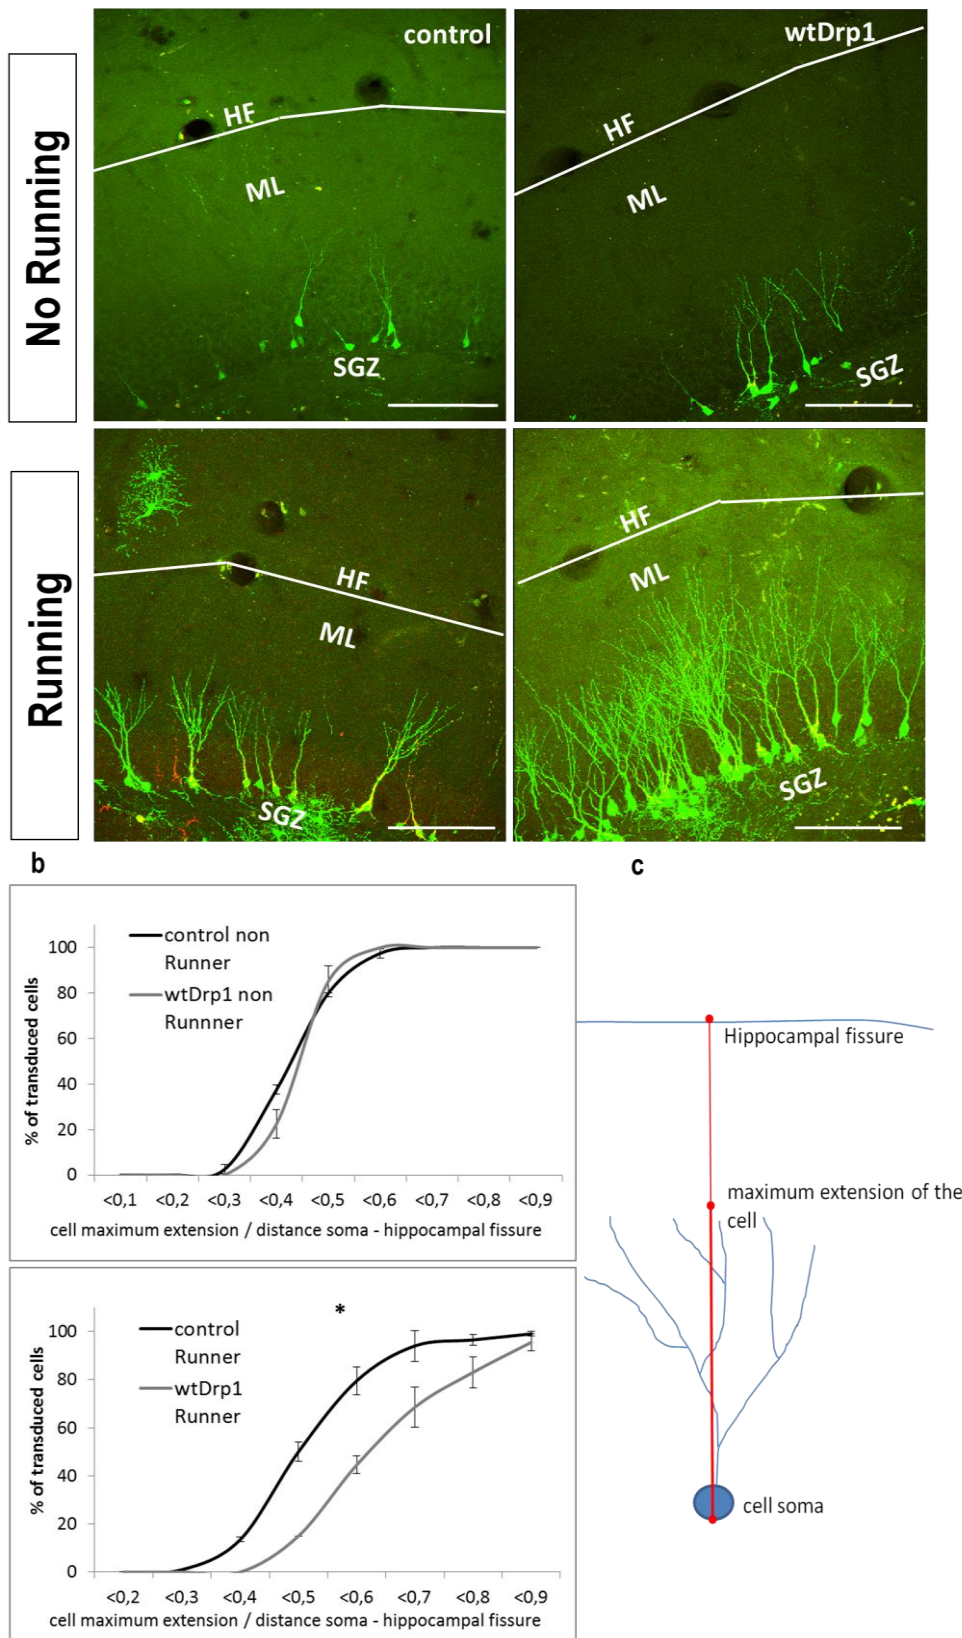 No Running
control
HF
ML
SGZ
wtDrp1
HF
ML
SGZ
Running
HF
ML
SGZ
HF
ML
SGZ
b
control non
Runner
wtDrp1 non
Runnner
% of transduced cells
100
80
60
40
20
0
<0,1 <0,2 <0,3 <0,4 <0,5 <0,6 <0,7 <0,8 <0,9
cell maximum extension / distance soma - hippocampal fissure
*
control
Runner
wtDrp1
Runner
% of transduced cells
100
80
60
40
20
0
<0,2 <0,3 <0,4 <0,5 <0,6 <0,7 <0,8 <0,9
cell maximum extension / distance soma - hippocampal fissure
c
Hippocampal fissure
maximum extension of the
cell
cell soma